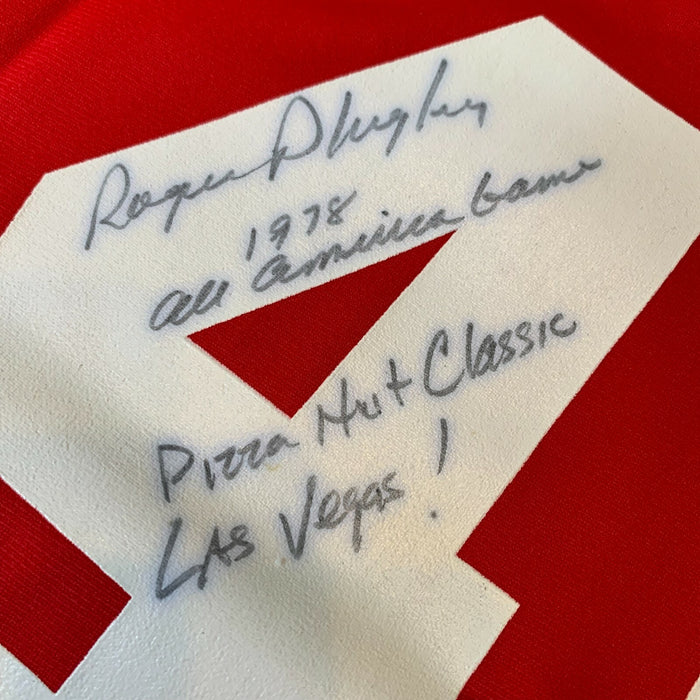 Roger Phegley
1978
All America Game
Pizza Hut Classic
LAS Vegas!